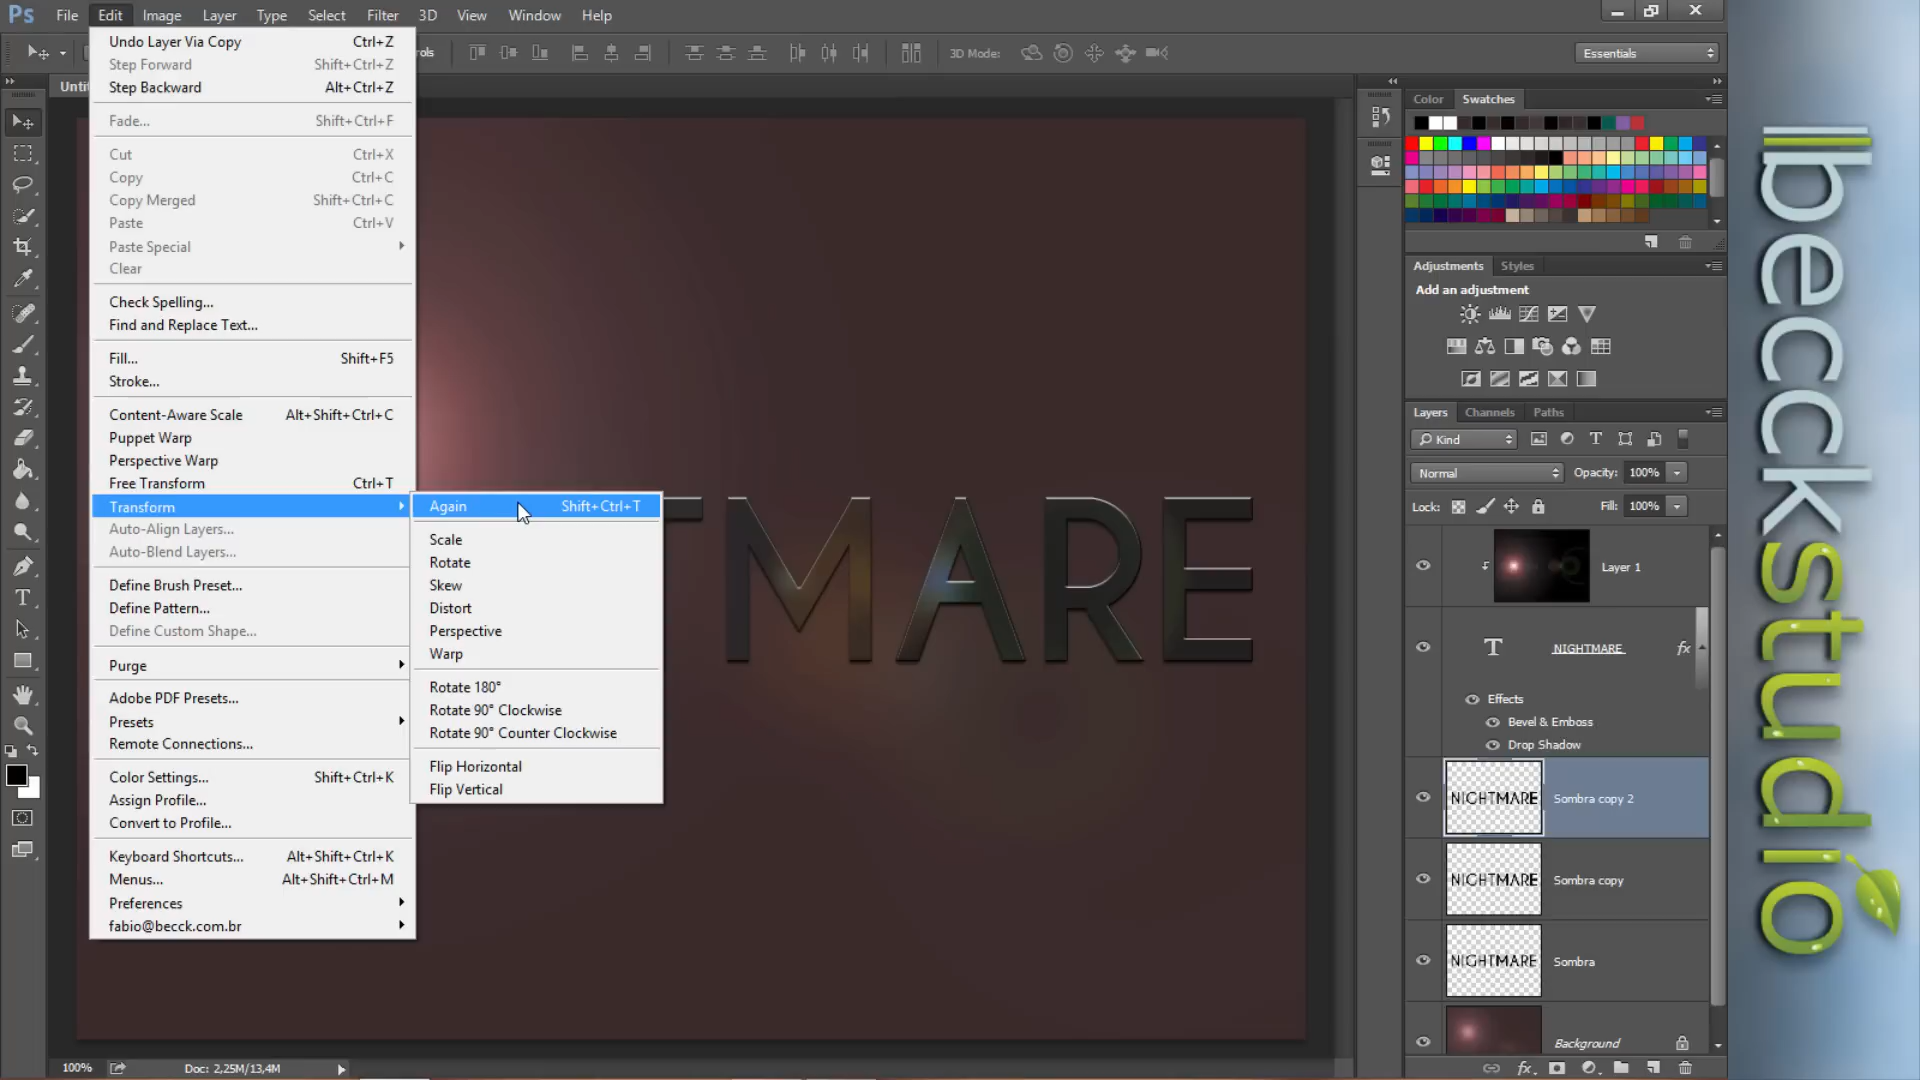 Ps File Edit Image Layer Type Select Filter 3D View Window Help
3D Mode:
Essentials
Undo Layer Via Copy Ctrl+Z
Step Forward Shift+Ctrl+Z
Step Backward Alt+Ctrl+Z
Fade... Shift+Ctrl+F
Cut Ctrl+X
Copy Ctrl+C
Copy Merged Shift+Ctrl+C
Paste Ctrl+V
Paste Special
Clear
Check Spelling...
Find and Replace Text...
Fill... Shift+F5
Stroke...
Content-Aware Scale Alt+Shift+Ctrl+C
Puppet Warp
Perspective Warp
Free Transform Ctrl+T
Transform
Auto-Align Layers...
Auto-Blend Layers...
Define Brush Preset...
Define Pattern...
Define Custom Shape...
Purge
Adobe PDF Presets...
Presets
Remote Connections...
Color Settings... Shift+Ctrl+K
Assign Profile...
Convert to Profile...
Keyboard Shortcuts... Alt+Shift+Ctrl+K
Menus... Alt+Shift+Ctrl+M
Preferences
fabio@becck.com.br
Again Shift+Ctrl+T
Scale
Rotate
Skew
Distort
Perspective
Warp
Rotate 180°
Rotate 90° Clockwise
Rotate 90° Counter Clockwise
Flip Horizontal
Flip Vertical
TMARE
100% Doc: 2,25M/13,4M
Color Swatches
Adjustments Styles
Add an adjustment
Layers Channels Paths
Kind
Normal Opacity: 100%
Lock: Fill: 100%
Layer 1
T NIGHTMARE fx
Effects
Bevel & Emboss
Drop Shadow
NIGHTMARE Sombra copy 2
NIGHTMARE Sombra copy
NIGHTMARE Sombra
Background
fx
becckstudio